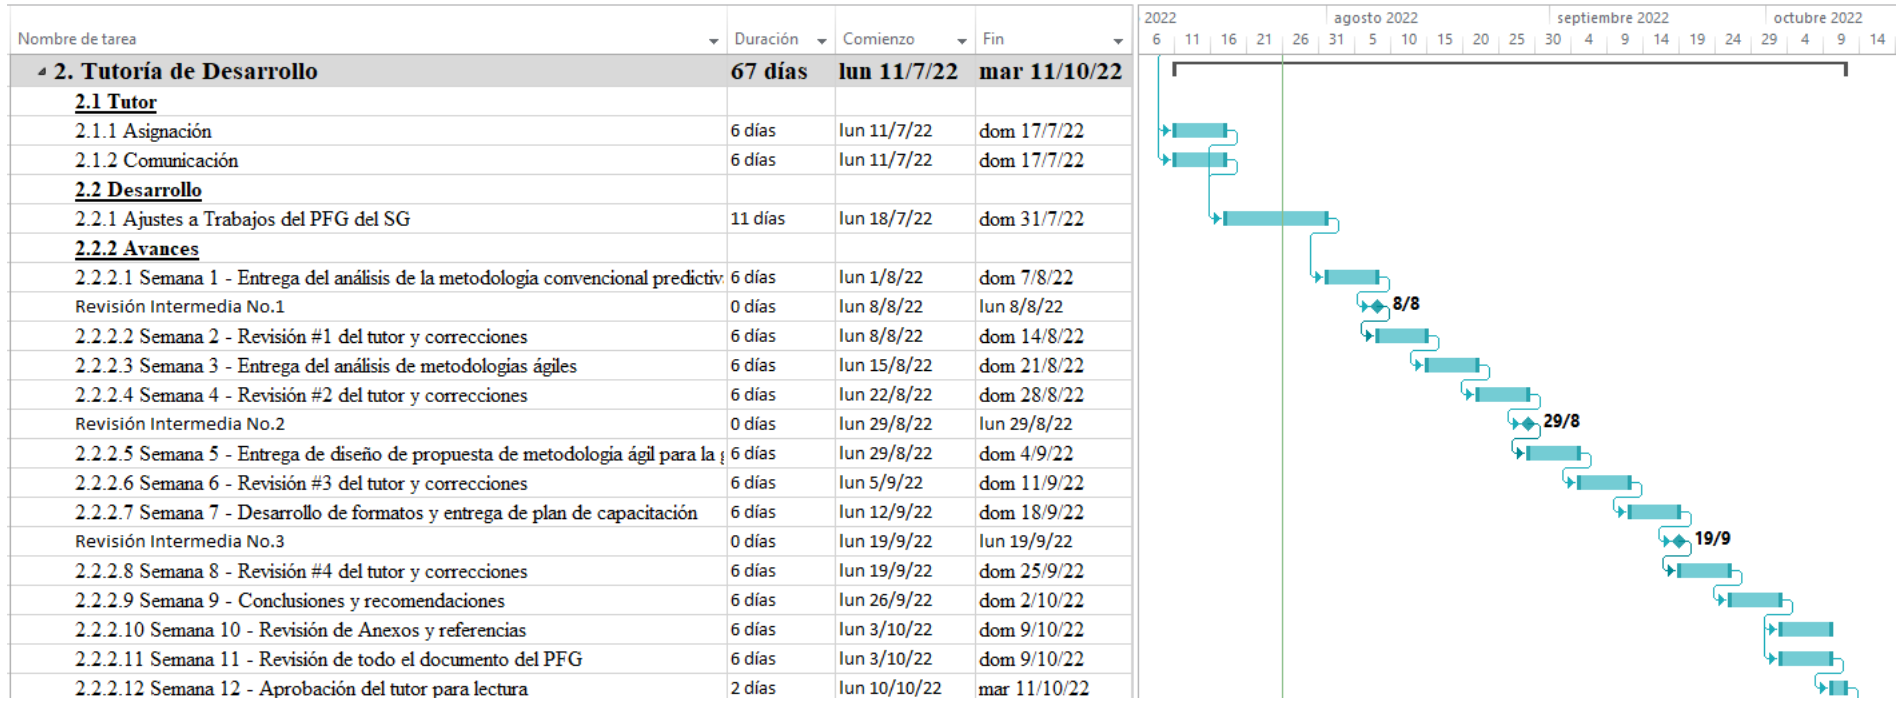 2022 agosto 2022 septiembre 2022 octubre 2022
Nombre de tarea Duración Comienzo Fin 6 11 16 21 26 31 5 10 15 20 25 30 4 9 14 19 24 29 4 9 14
2. Tutoría de Desarrollo 67 días lun 11/7/22 mar 11/10/22
2.1 Tutor
2.1.1 Asignación 6 días lun 11/7/22 dom 17/7/22
2.1.2 Comunicación 6 días lun 11/7/22 dom 17/7/22
2.2 Desarrollo
2.2.1 Ajustes a Trabajos del PFG del SG 11 días lun 18/7/22 dom 31/7/22
2.2.2 Avances
2.2.2.1 Semana 1 - Entrega del análisis de la metodologia convencional predictiv 6 días lun 1/8/22 dom 7/8/22
Revisión Intermedia No.1 0 días lun 8/8/22 lun 8/8/22 8/8
2.2.2.2 Semana 2 - Revisión #1 del tutor y correcciones 6 días lun 8/8/22 dom 14/8/22
2.2.2.3 Semana 3 - Entrega del análisis de metodologias ágiles 6 días lun 15/8/22 dom 21/8/22
2.2.2.4 Semana 4 - Revisión #2 del tutor y correcciones 6 días lun 22/8/22 dom 28/8/22
Revisión Intermedia No.2 0 días lun 29/8/22 lun 29/8/22 29/8
2.2.2.5 Semana 5 - Entrega de diseño de propuesta de metodologia ágil para la 6 días lun 29/8/22 dom 4/9/22
2.2.2.6 Semana 6 - Revisión #3 del tutor y correcciones 6 días lun 5/9/22 dom 11/9/22
2.2.2.7 Semana 7 - Desarrollo de formatos y entrega de plan de capacitación 6 días lun 12/9/22 dom 18/9/22
Revisión Intermedia No.3 0 días lun 19/9/22 lun 19/9/22 19/9
2.2.2.8 Semana 8 - Revisión #4 del tutor y correcciones 6 días lun 19/9/22 dom 25/9/22
2.2.2.9 Semana 9 - Conclusiones y recomendaciones 6 días lun 26/9/22 dom 2/10/22
2.2.2.10 Semana 10 - Revisión de Anexos y referencias 6 días lun 3/10/22 dom 9/10/22
2.2.2.11 Semana 11 - Revisión de todo el documento del PFG 6 días lun 3/10/22 dom 9/10/22
2.2.2.12 Semana 12 - Aprobación del tutor para lectura 2 días lun 10/10/22 mar 11/10/22